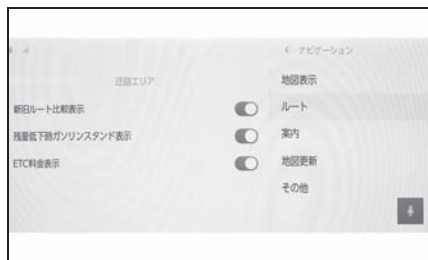 迂回エリア
新旧ルート比較表示
残量低下時ガソリンスタンド表示
ETC料金表示
ナビゲーション
地図表示
ルート
案内
地図更新
その他